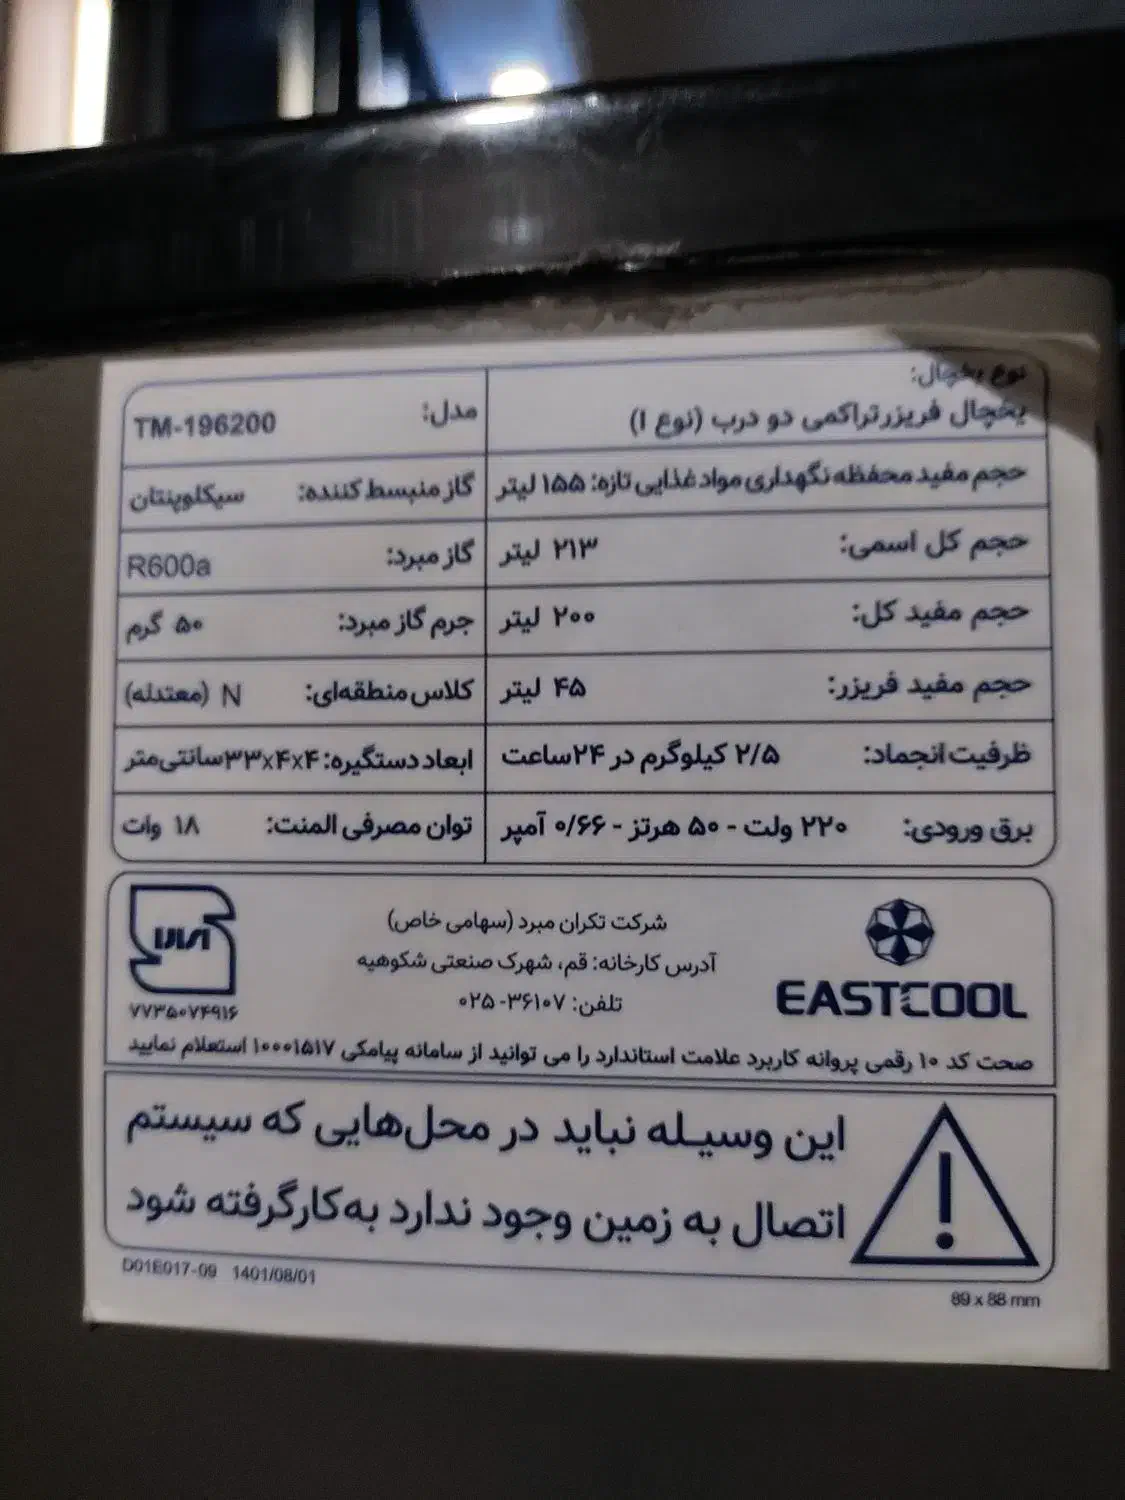 نوع یخچال:
یخچال فریزر تراکمی دو درب (نوع I)
مدل: TM-196200
حجم مفید محفظه نگهداری مواد غذایی تازه: ۱۵۵ لیتر
گاز منبسط کننده: سیکلوپنتان
حجم کل اسمی: ۲۱۳ لیتر
گاز مبرد: R600a
حجم مفید کل: ۲۰۰ لیتر
جرم گاز مبرد: ۵۰ گرم
حجم مفید فریزر: ۴۵ لیتر
کلاس منطقه‌ای: N (معتدله)
ظرفیت انجماد: ۲/۵ کیلوگرم در ۲۴ساعت
ابعاد دستگیره: ۴x۴x۳۳سانتی‌متر
برق ورودی: ۲۲۰ ولت - ۵۰ هرتز - ۰/۶۶ آمپر
توان مصرفی المنت: ۱۸ وات
EASTCOOL
شرکت تکران مبرد (سهامی خاص)
آدرس کارخانه: قم، شهرک صنعتی شکوهیه
تلفن: ۳۶۱۰۷-۰۲۵
۷۷۳۵۰۷۴۹۱۶
صحت کد ۱۰ رقمی پروانه کاربرد علامت استاندارد را می توانید از سامانه پیامکی ۱۰۰۰۱۵۱۷ استعلام نمایید
این وسیله نباید در محل‌هایی که سیستم
اتصال به زمین وجود ندارد به‌کارگرفته شود
D01E017-09 1401/08/01
89 x 88 mm